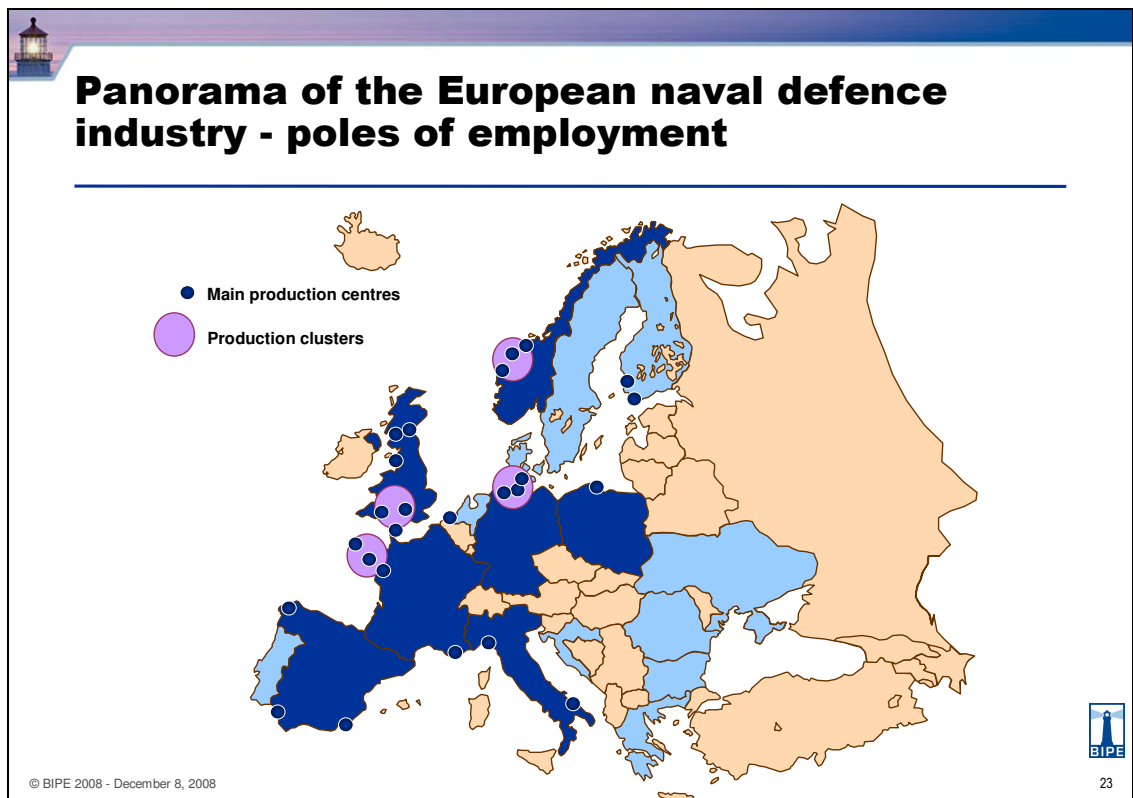 Panorama of the European naval defence
industry - poles of employment
Main production centres
Production clusters
BIPE
© BIPE 2008 - December 8, 2008
23